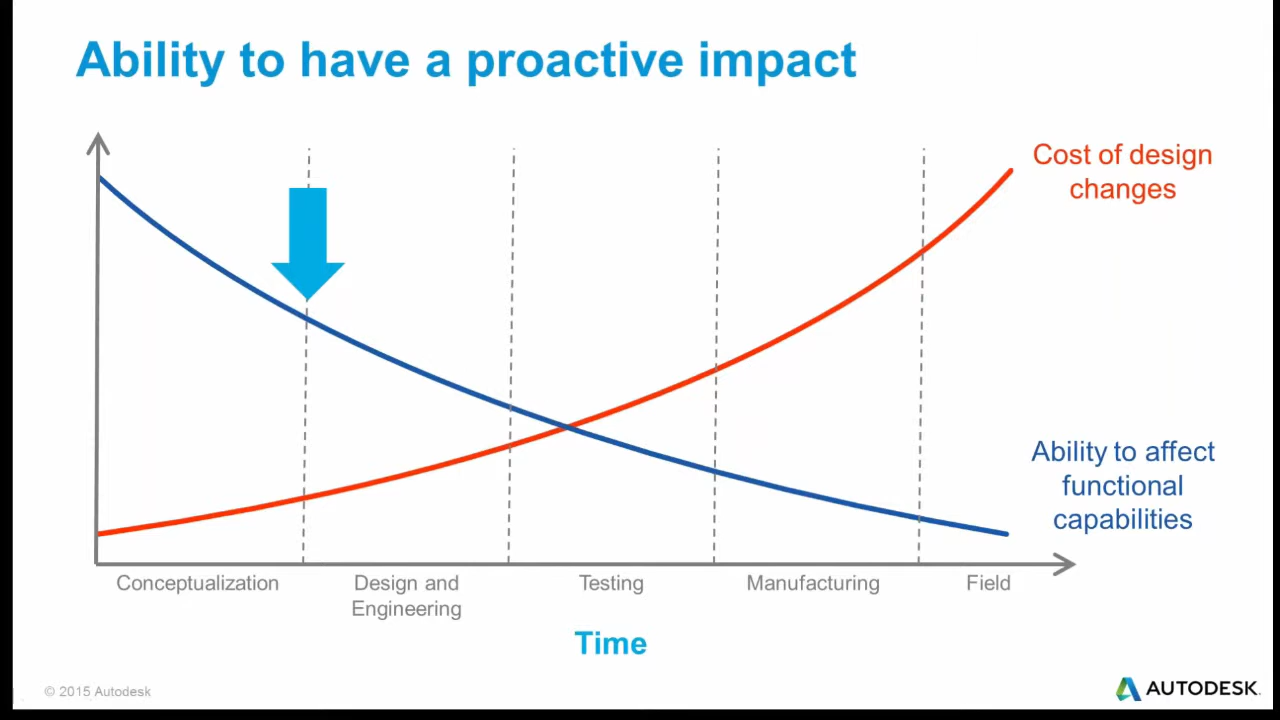 Ability to have a proactive impact
Cost of design
changes
Ability to affect
functional
capabilities
Conceptualization
Design and
Engineering
Testing
Manufacturing
Field
Time
© 2015 Autodesk
AUTODESK.